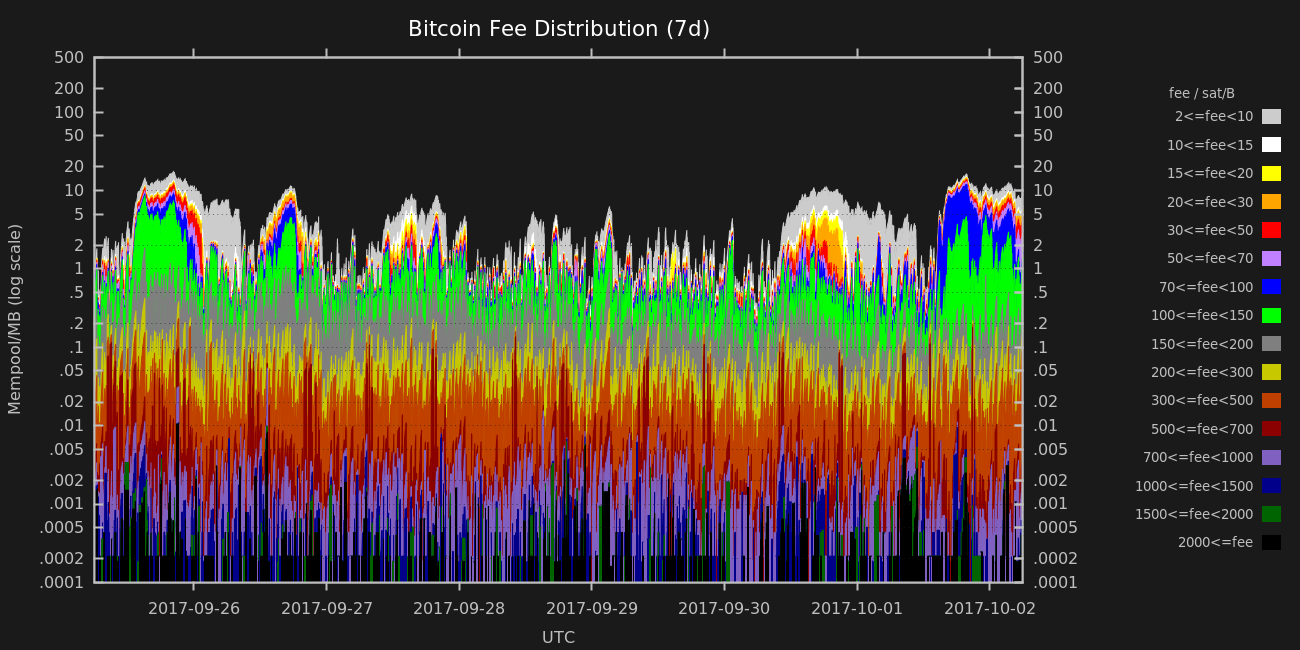 Bitcoin Fee Distribution (7d)
Mempool/MB (log scale)
500
200
100
50
20
10
5
2
1
.5
.2
.1
.05
.02
.01
.005
.002
.001
.0005
.0002
.0001
500
200
100
50
20
10
5
2
1
.5
.2
.1
.05
.02
.01
.005
.002
.001
.0005
.0002
.0001
2017-09-26 2017-09-27 2017-09-28 2017-09-29 2017-09-30 2017-10-01 2017-10-02
UTC
fee / sat/B
2<=fee<10
10<=fee<15
15<=fee<20
20<=fee<30
30<=fee<50
50<=fee<70
70<=fee<100
100<=fee<150
150<=fee<200
200<=fee<300
300<=fee<500
500<=fee<700
700<=fee<1000
1000<=fee<1500
1500<=fee<2000
2000<=fee